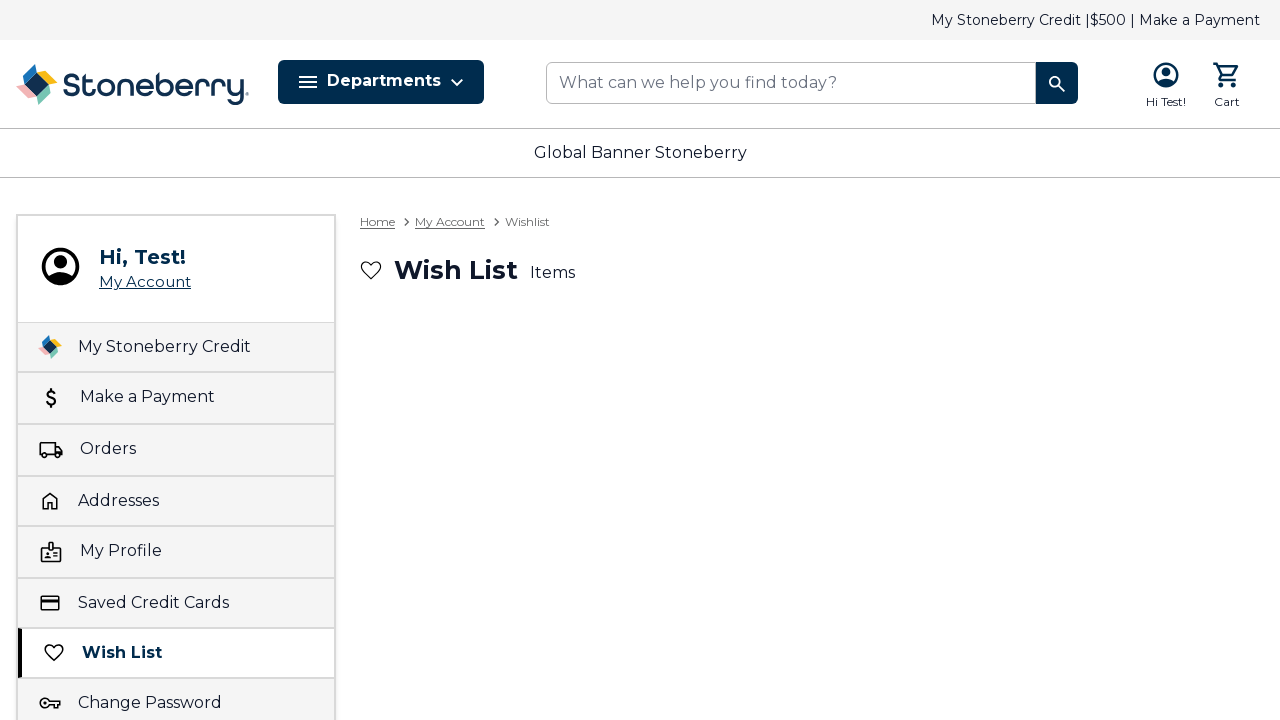 My Stoneberry Credit |$500 | Make a Payment
Stoneberry
Departments
What can we help you find today?
Hi Test!
Cart
Global Banner Stoneberry
Home
My Account
Wishlist
Hi, Test!
My Account
Wish List Items
My Stoneberry Credit
Make a Payment
Orders
Addresses
My Profile
Saved Credit Cards
Wish List
Change Password